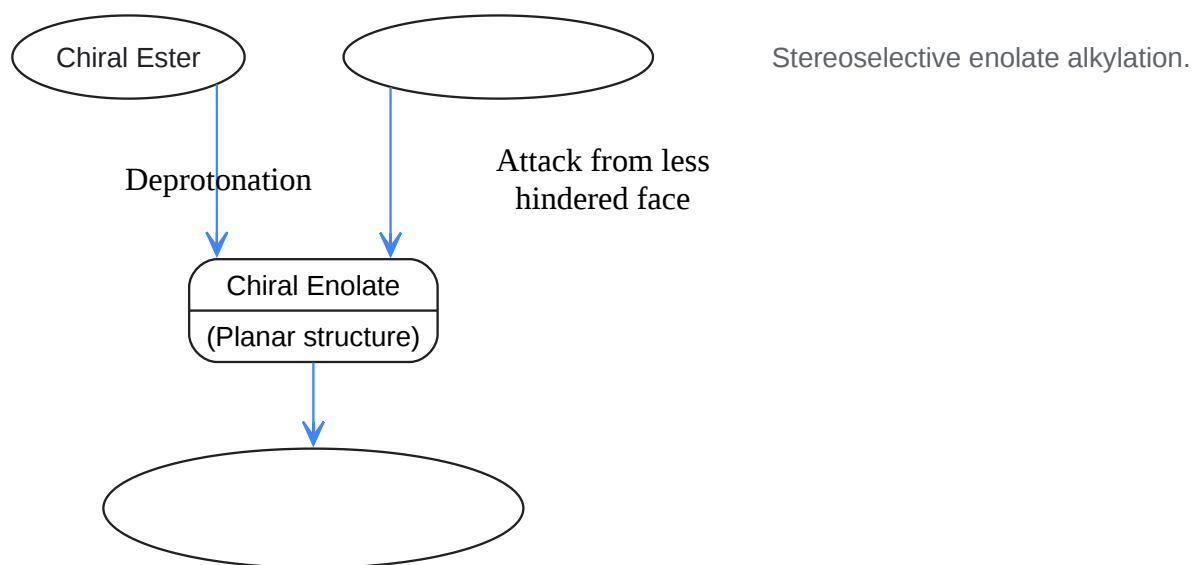 Chiral Ester
Stereoselective enolate alkylation.
Attack from less
hindered face
Deprotonation
Chiral Enolate
(Planar structure)